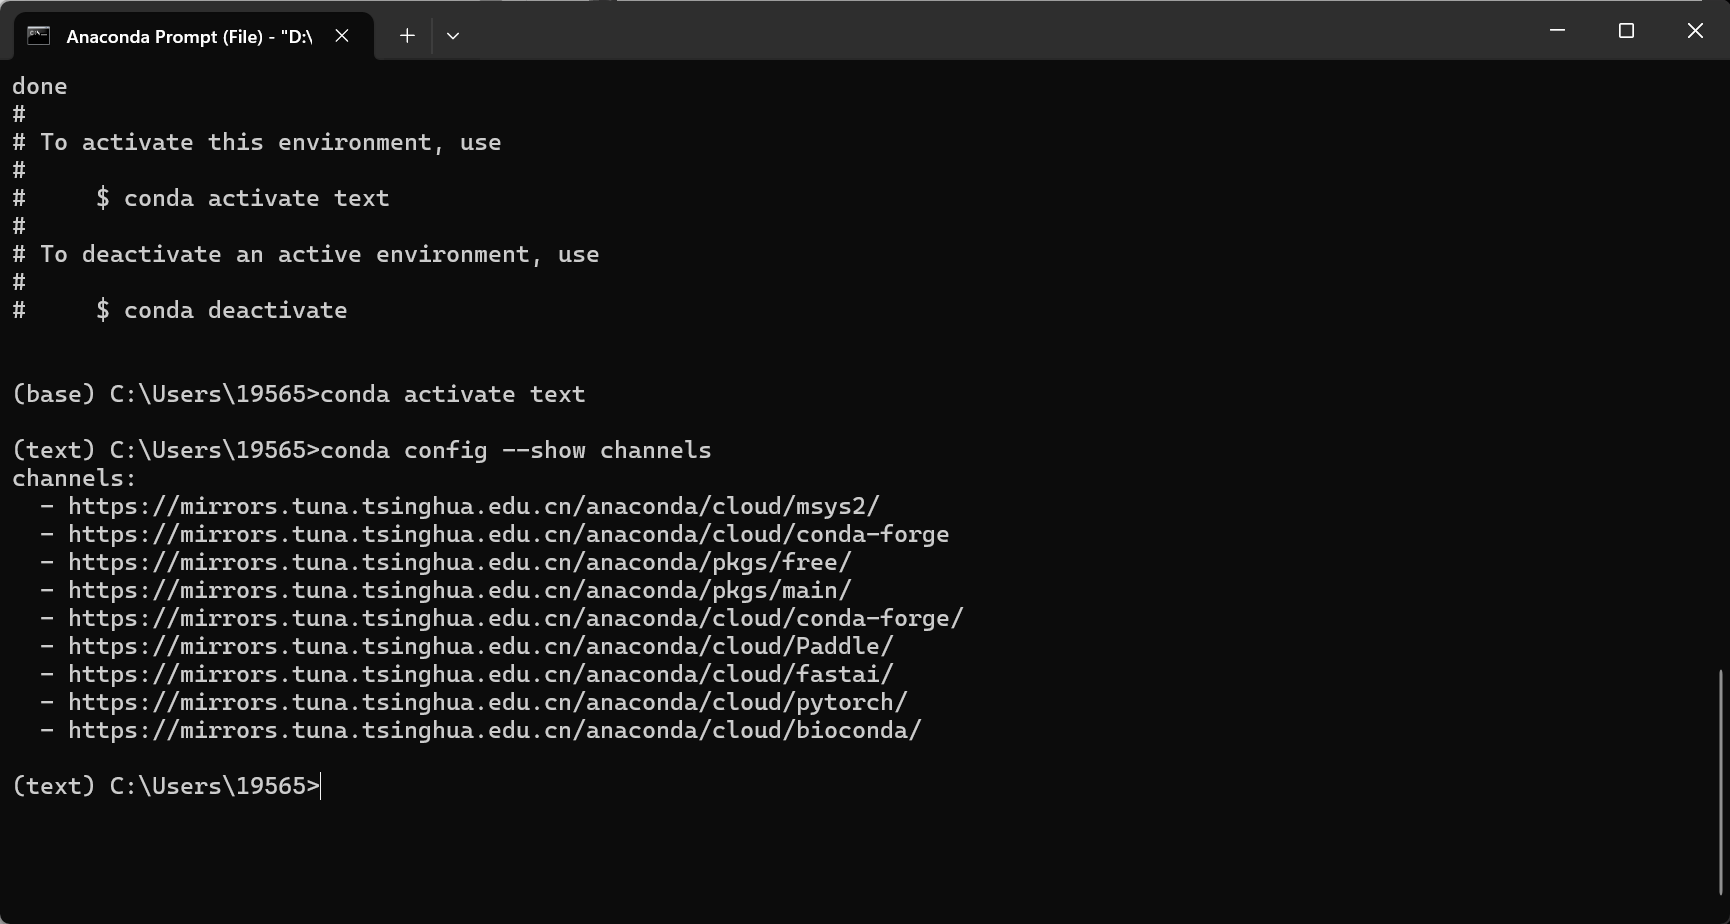 Anaconda Prompt (File) - "D:\
done
#
# To activate this environment, use
#
#     $ conda activate text
#
# To deactivate an active environment, use
#
#     $ conda deactivate
(base) C:\Users\19565>conda activate text
(text) C:\Users\19565>conda config --show channels
channels:
  - https://mirrors.tuna.tsinghua.edu.cn/anaconda/cloud/msys2/
  - https://mirrors.tuna.tsinghua.edu.cn/anaconda/cloud/conda-forge
  - https://mirrors.tuna.tsinghua.edu.cn/anaconda/pkgs/free/
  - https://mirrors.tuna.tsinghua.edu.cn/anaconda/pkgs/main/
  - https://mirrors.tuna.tsinghua.edu.cn/anaconda/cloud/conda-forge/
  - https://mirrors.tuna.tsinghua.edu.cn/anaconda/cloud/Paddle/
  - https://mirrors.tuna.tsinghua.edu.cn/anaconda/cloud/fastai/
  - https://mirrors.tuna.tsinghua.edu.cn/anaconda/cloud/pytorch/
  - https://mirrors.tuna.tsinghua.edu.cn/anaconda/cloud/bioconda/
(text) C:\Users\19565>